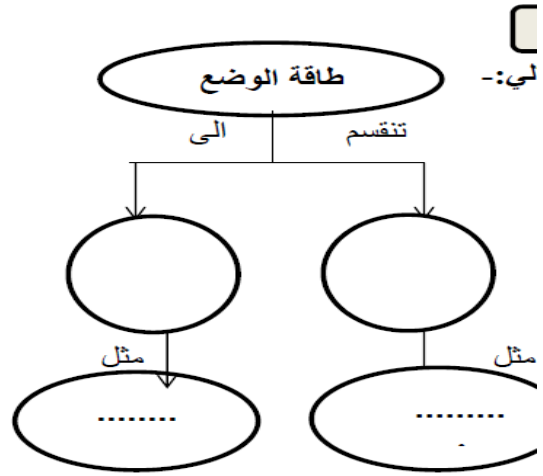 لي:-
طاقة الوضع
تنقسم الى
مثل مثل
......... ........